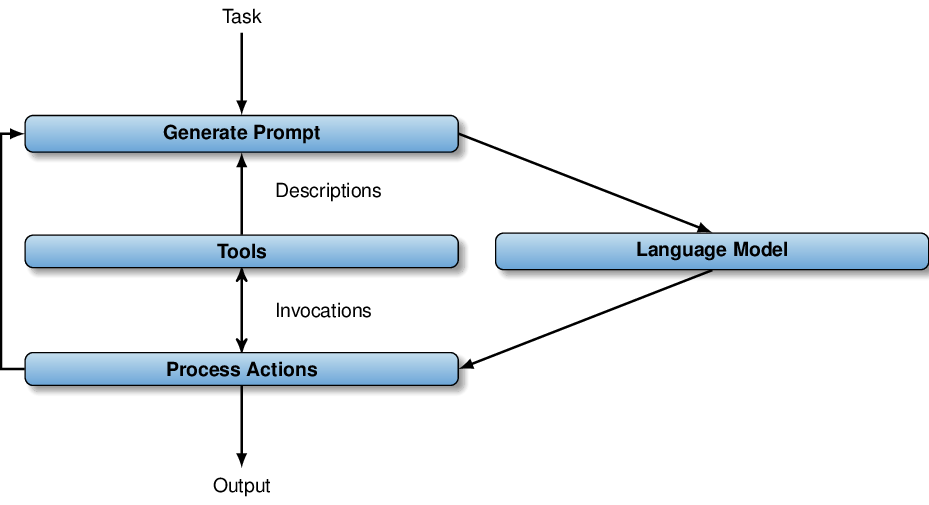 Task
Generate Prompt
Descriptions
Tools
Language Model
Invocations
Process Actions
Output